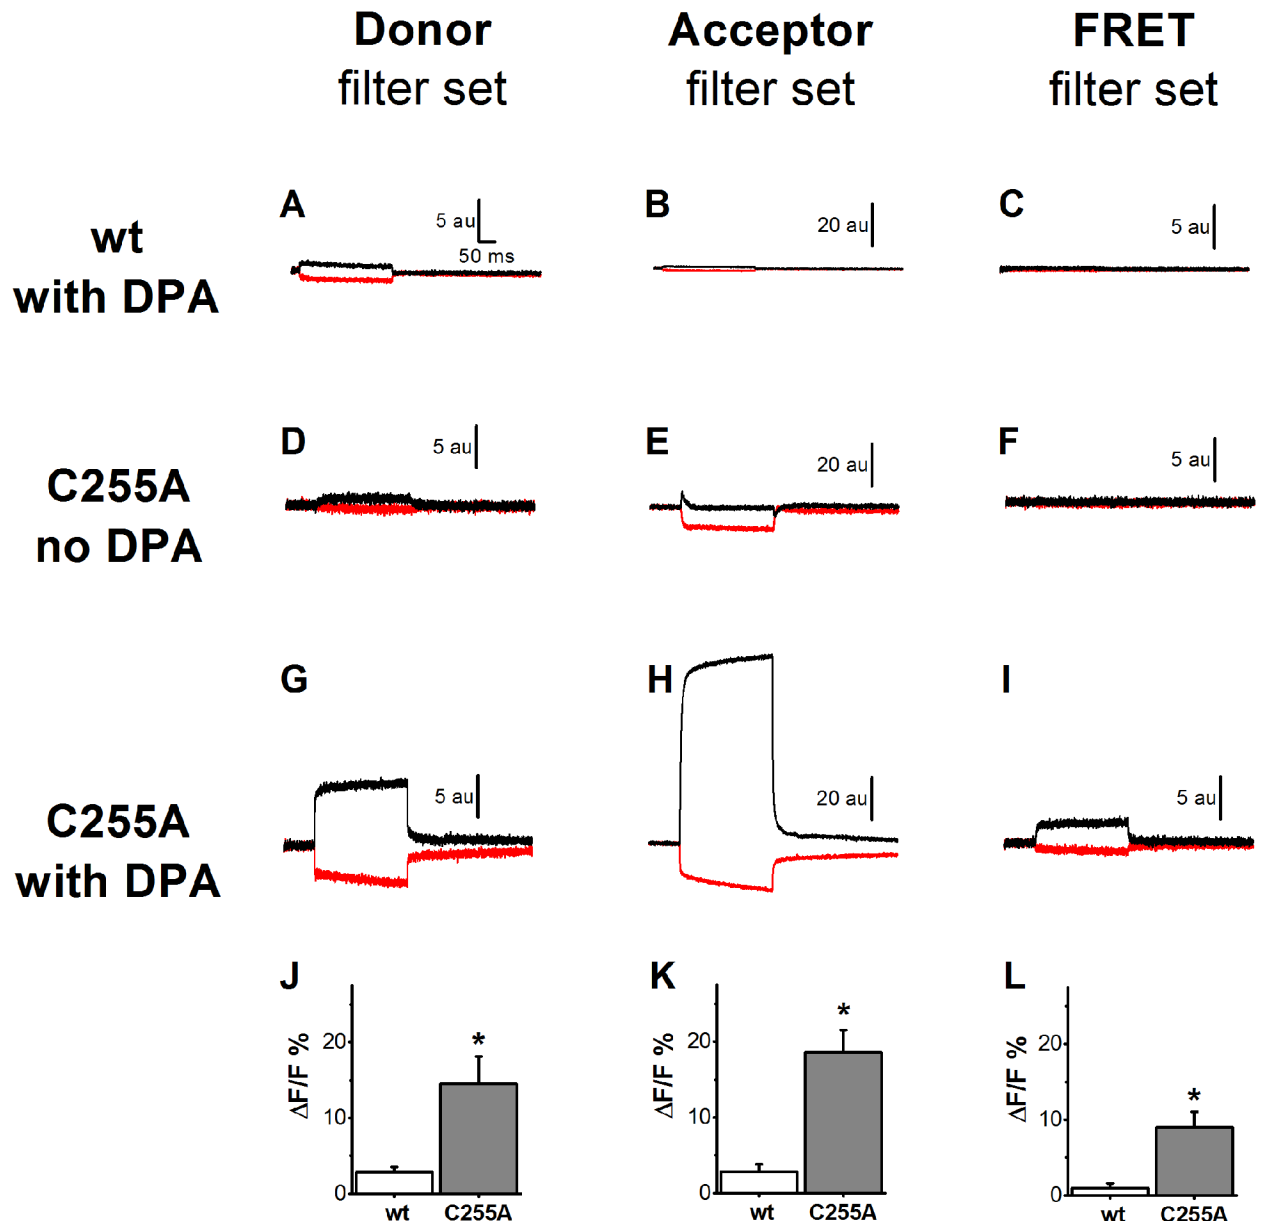 Donor Acceptor FRET
filter set filter set filter set
A B C
5 au 20 au 5 au
50 ms
wt
with DPA
D E F
5 au 20 au 5 au
C255A
no DPA
G H I
5 au 20 au 5 au
C255A
with DPA
J K L
ΔF/F % ΔF/F % ΔF/F %
20 * 20 * 20
10 10 10 *
0 0 0
wt C255A wt C255A wt C255A